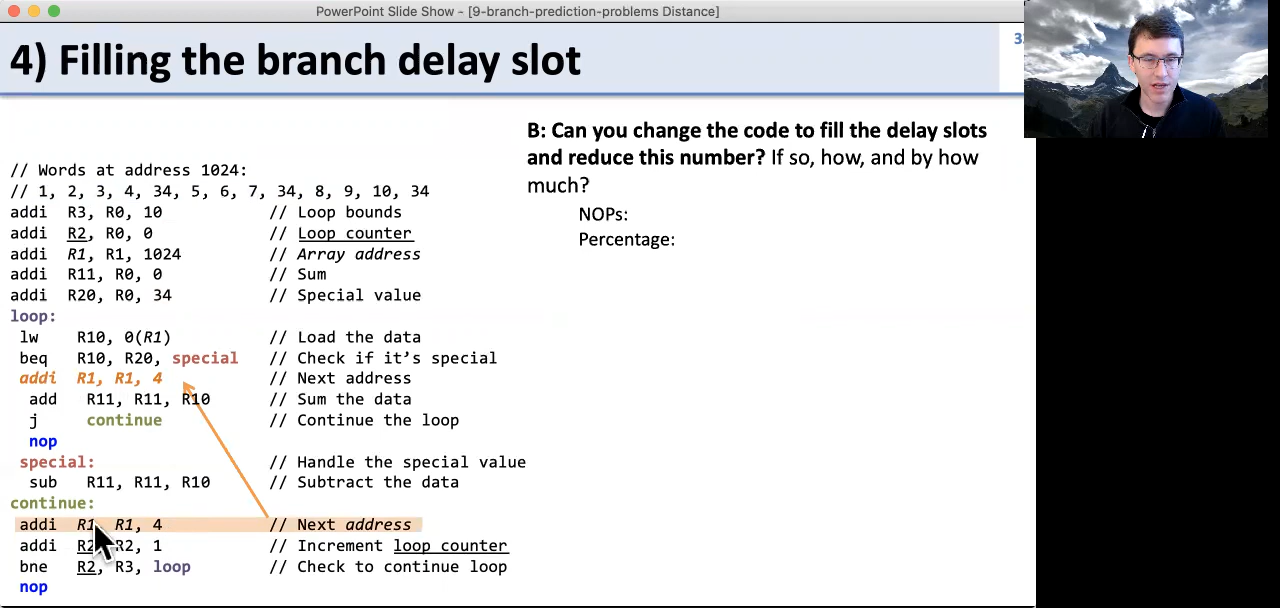 PowerPoint Slide Show - [9-branch-prediction-problems Distance]
4) Filling the branch delay slot
B: Can you change the code to fill the delay slots
and reduce this number? If so, how, and by how
much?
NOPs:
Percentage:
// Words at address 1024:
// 1, 2, 3, 4, 34, 5, 6, 7, 34, 8, 9, 10, 34
addi R3, R0, 10 // Loop bounds
addi R2, R0, 0 // Loop counter
addi R1, R1, 1024 // Array address
addi R11, R0, 0 // Sum
addi R20, R0, 34 // Special value
loop:
lw R10, 0(R1) // Load the data
beq R10, R20, special // Check if it's special
addi R1, R1, 4 // Next address
add R11, R11, R10 // Sum the data
j continue // Continue the loop
nop
special: // Handle the special value
sub R11, R11, R10 // Subtract the data
continue:
addi R1, R1, 4 // Next address
addi R2, R2, 1 // Increment loop counter
bne R2, R3, loop // Check to continue loop
nop